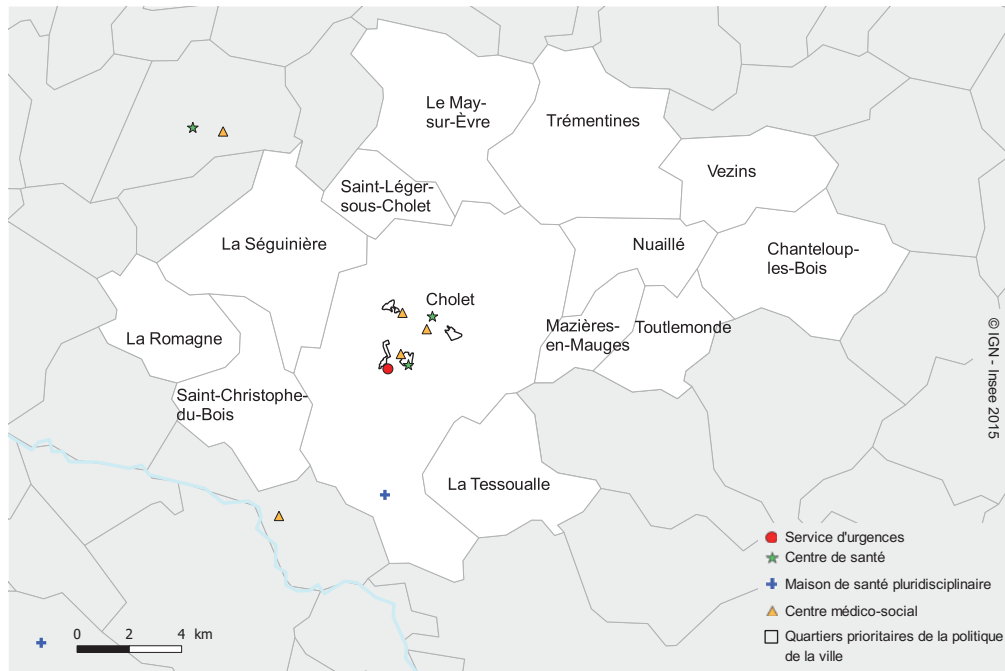 Le May-
sur-Èvre
Trémentines
Vezins
Saint-Léger-
sous-Cholet
La Séguinière
Nuaillé
Chanteloup-
les-Bois
Cholet
La Romagne
Mazières-
en-Mauges
Toutlemonde
Saint-Christophe-
du-Bois
La Tessoualle
© IGN - Insee 2015
Service d'urgences
Centre de santé
Maison de santé pluridisciplinaire
Centre médico-social
Quartiers prioritaires de la politique
de la ville
0 2 4 km